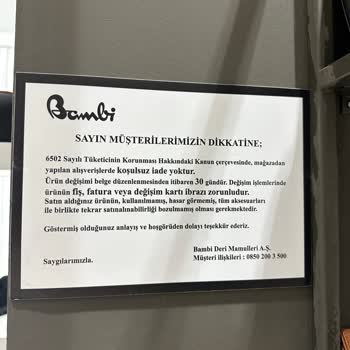 Bambi
SAYIN MÜŞTERİLERİMİZİN DİKKATİNE;
6502 Sayılı Tüketicinin Korunması Hakkındaki Kanun çerçevesinde, mağazadan
yapılan alışverişlerde koşulsuz iade yoktur.
Ürün değişimi belge düzenlenmesinden itibaren 30 gündür. Değişim işlemlerinde
ürünün fiş, fatura veya değişim kartı ibrazı zorunludur.
Satın aldığınız ürünün, kullanılmamış, hasar görmemiş, tüm aksesuarları
ile birlikte tekrar satınalınabilirliği bozulmamış olması gerekmektedir.
Göstermiş olduğunuz anlayış ve hoşgörüden dolayı teşekkür ederiz.
Bambi Deri Mamulleri A.Ş.
Saygılarımızla. Müşteri ilişkileri : 0850 200 3 500